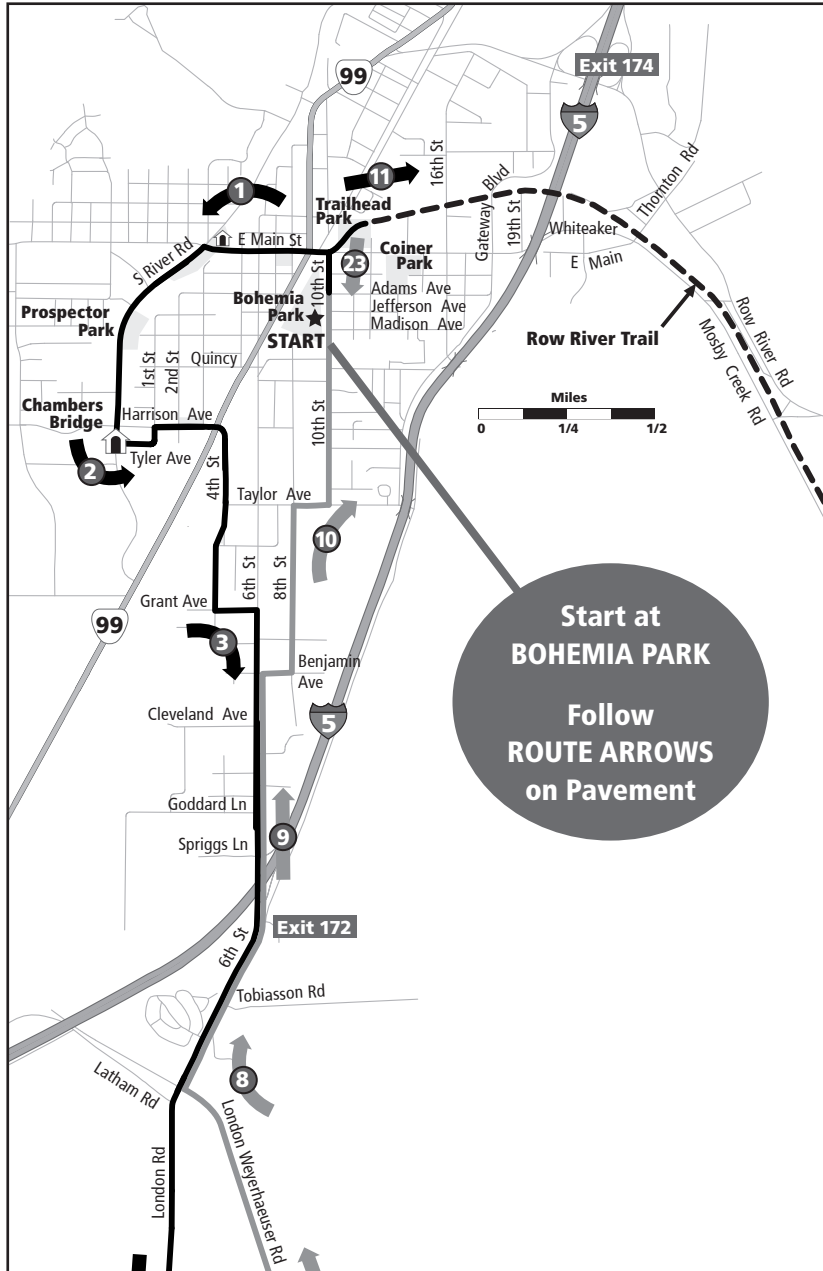 Exit 174
99
5
11
1
16th St
Trailhead
Park
Gateway Blvd
19th St
Thornton Rd
Whiteaker
E Main St
S River Rd
Coiner
Park
23
E Main
10th St
Adams Ave
Jefferson Ave
Madison Ave
Bohemia
Park
START
Prospector
Park
Row River Trail
Row River Rd
Mosby Creek Rd
1st St
2nd St
Quincy
Miles
0
1/4
1/2
Chambers
Bridge
Harrison Ave
Tyler Ave
2
4th St
10th St
Taylor Ave
10
6th St
8th St
Grant Ave
99
3
Start at
BOHEMIA PARK
Follow
ROUTE ARROWS
on Pavement
Benjamin
Ave
Cleveland Ave
5
Goddard Ln
9
Spriggs Ln
Exit 172
6th St
Tobiasson Rd
8
Latham Rd
London Rd
London Weyerhaeuser Rd